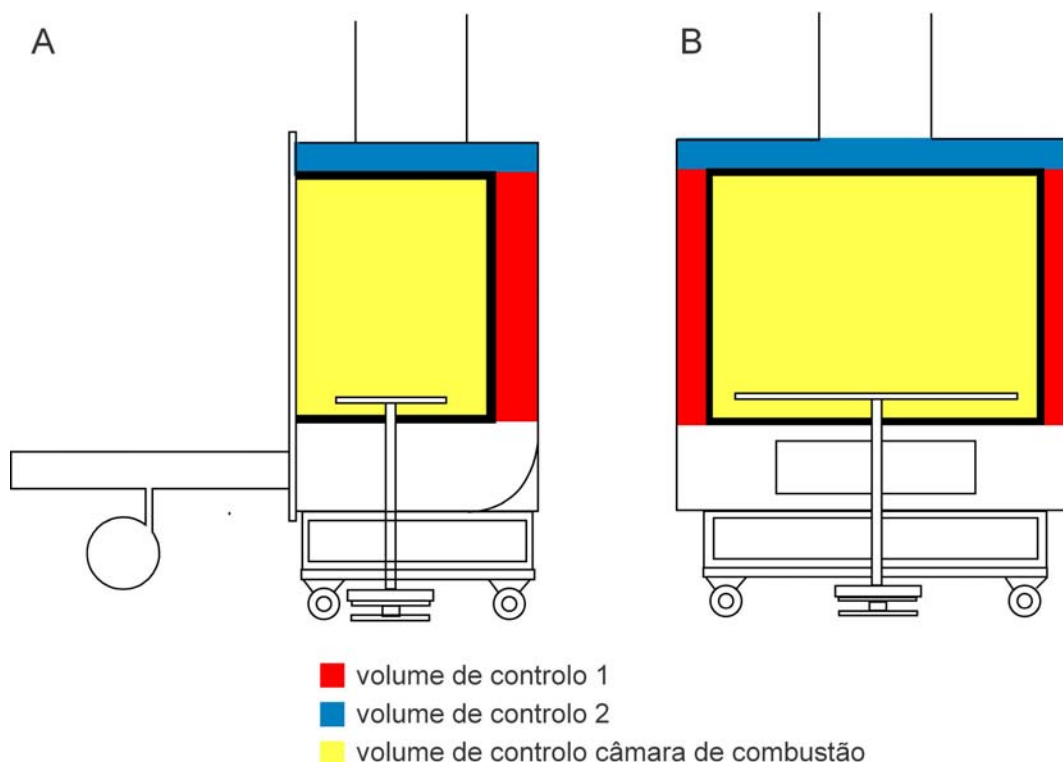 A
B
volume de controlo 1
volume de controlo 2
volume de controlo câmara de combustão